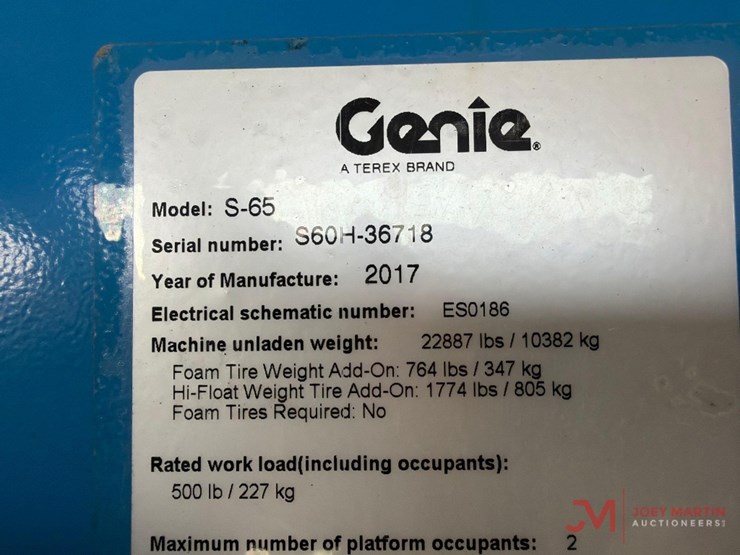 Genie®
A TEREX BRAND
Model: S-65
Serial number: S60H-36718
Year of Manufacture: 2017
Electrical schematic number: ES0186
Machine unladen weight: 22887 lbs / 10382 kg
Foam Tire Weight Add-On: 764 lbs / 347 kg
Hi-Float Weight Tire Add-On: 1774 lbs / 805 kg
Foam Tires Required: No
Rated work load(including occupants):
500 lb / 227 kg
Maximum number of platform occupants: 2
JM JOEY MARTIN
AUCTIONEERS